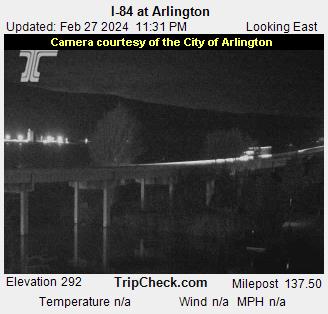 I-84 at Arlington
Updated: Feb 27 2024 11:31 PM Looking East
Camera courtesy of the City of Arlington
Elevation 292 TripCheck.com Milepost 137.50
Temperature n/a Wind n/a MPH n/a